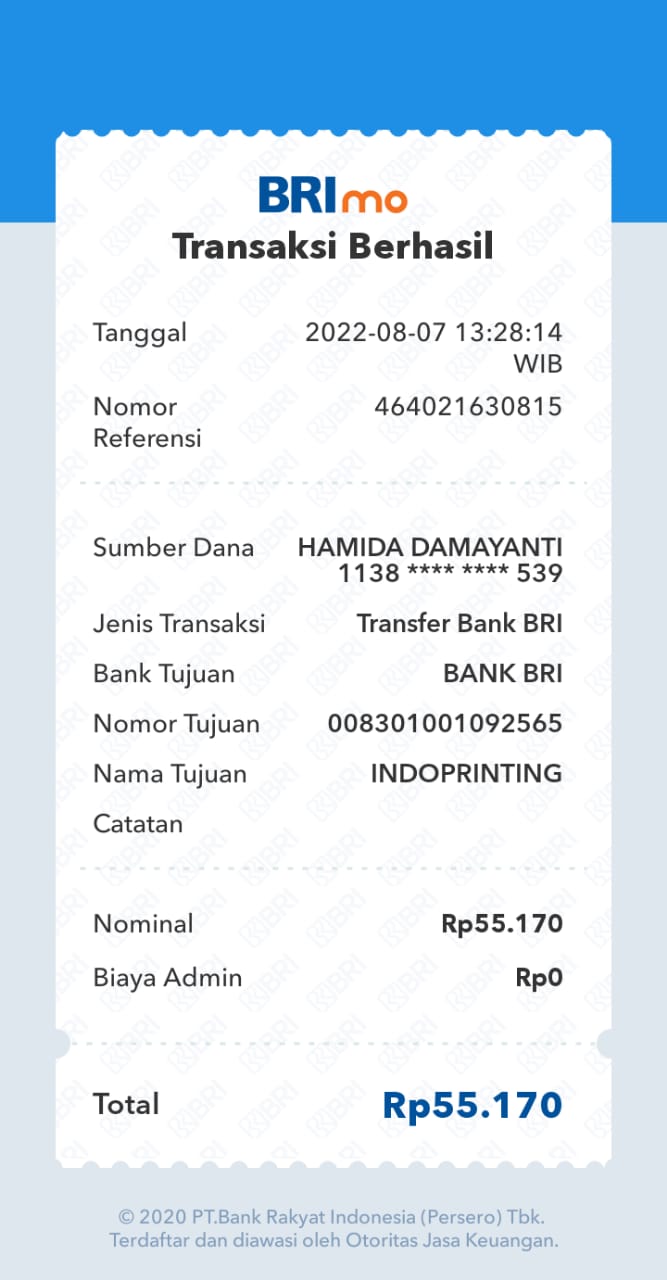 BRImo
Transaksi Berhasil
Tanggal 2022-08-07 13:28:14
WIB
Nomor 464021630815
Referensi
Sumber Dana HAMIDA DAMAYANTI
1138 **** **** 539
Jenis Transaksi Transfer Bank BRI
Bank Tujuan BANK BRI
Nomor Tujuan 008301001092565
Nama Tujuan INDOPRINTING
Catatan
Nominal Rp55.170
Biaya Admin Rp0
Total Rp55.170
© 2020 PT.Bank Rakyat Indonesia (Persero) Tbk.
Terdaftar dan diawasi oleh Otoritas Jasa Keuangan.